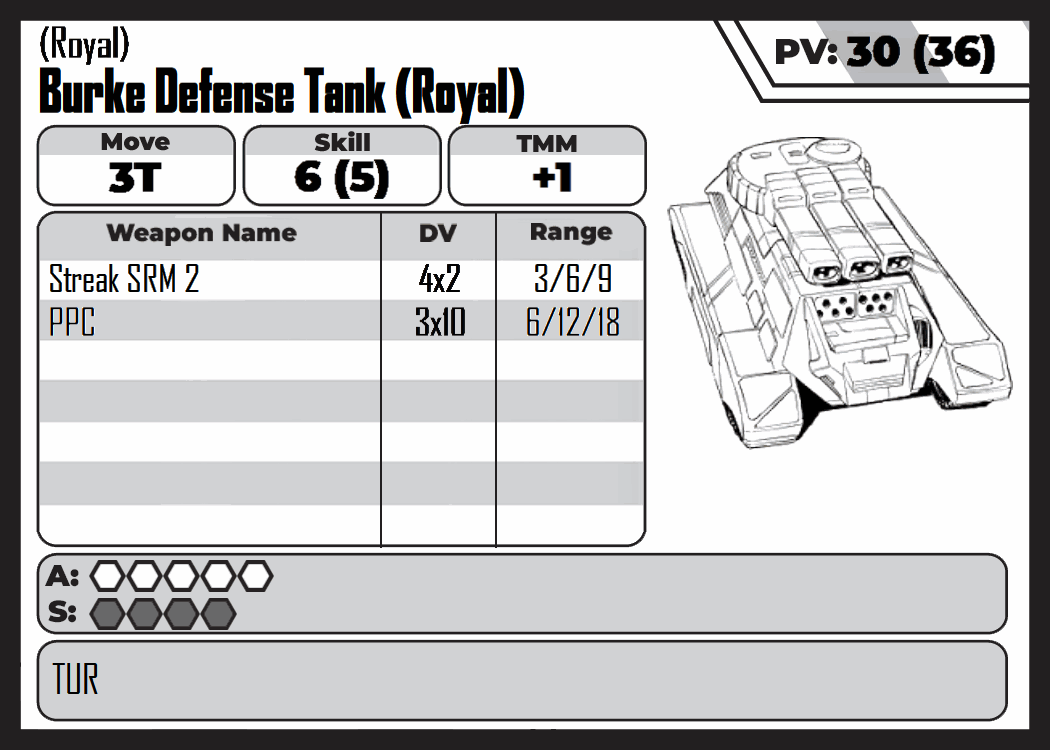 (Royal)
PV: 30 (36)
Burke Defense Tank (Royal)
Move Skill TMM
3T 6 (5) +1
Weapon Name DV Range
Streak SRM 2 4x2 3/6/9
PPC 3x10 6/12/18
A:
S:
TUR